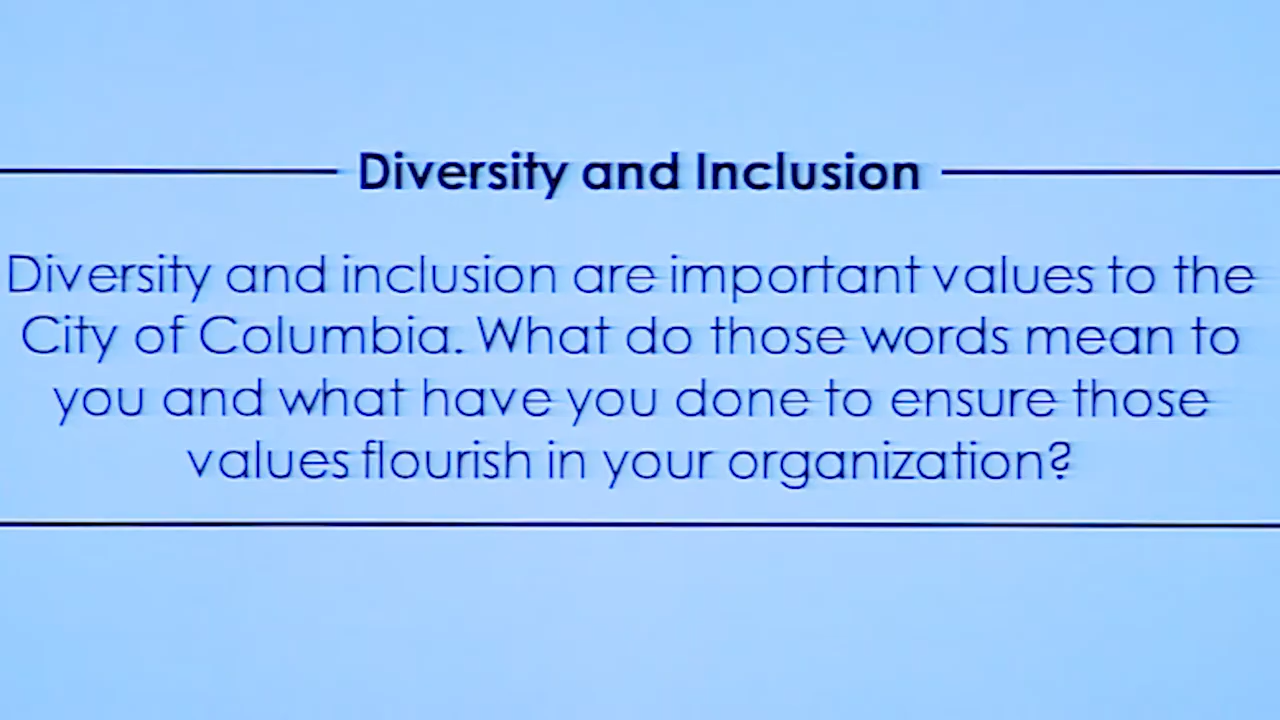 Diversity and Inclusion
Diversity and inclusion are important values to the
City of Columbia. What do those words mean to
you and what have you done to ensure those
values flourish in your organization?